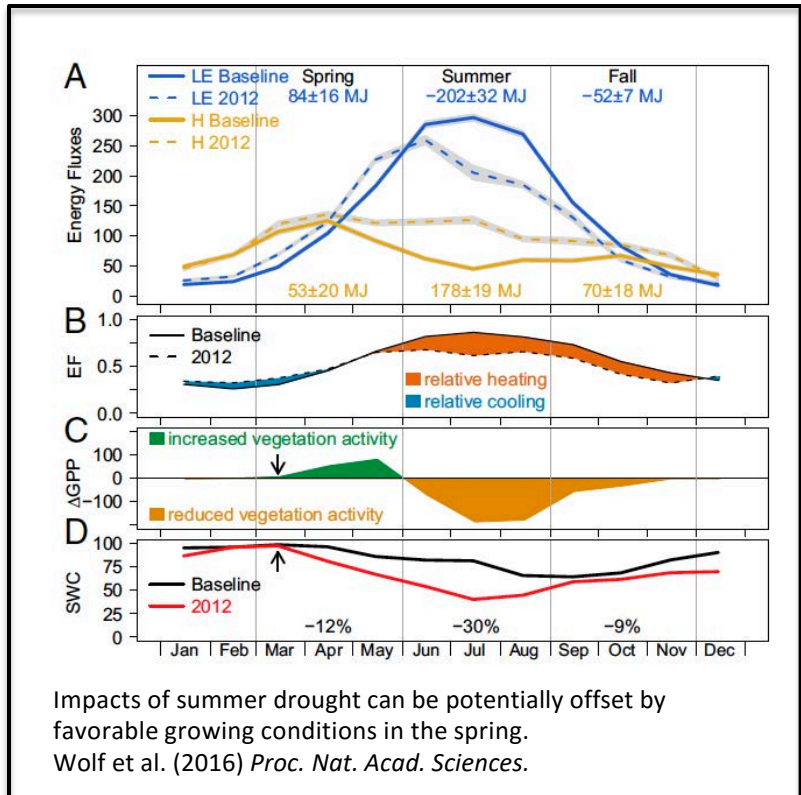 A
LE Baseline
LE 2012
H Baseline
H 2012
Spring
84±16 MJ
Summer
−202±32 MJ
Fall
−52±7 MJ
Energy Fluxes
300
250
200
150
100
50
0
53±20 MJ
178±19 MJ
70±18 MJ
B
EF
1.0
0.5
0.0
Baseline
2012
relative heating
relative cooling
C
ΔGPP
100
0
−100
increased vegetation activity
reduced vegetation activity
D
SWC
100
75
50
25
0
Baseline
2012
−12%
−30%
−9%
Jan Feb Mar Apr May Jun Jul Aug Sep Oct Nov Dec
Impacts of summer drought can be potentially offset by
favorable growing conditions in the spring.
Wolf et al. (2016) Proc. Nat. Acad. Sciences.